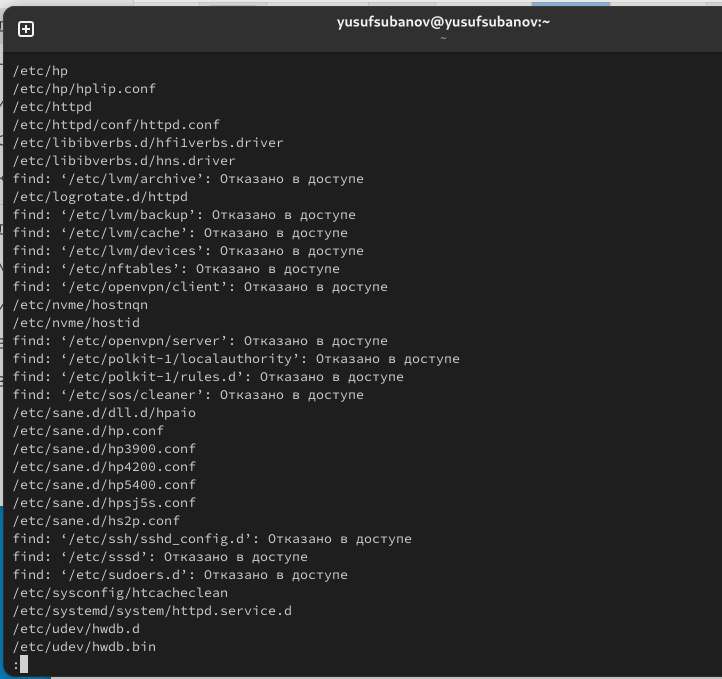 yusufsubanov@yusufsubanov:~
~
/etc/hp
/etc/hp/hplip.conf
/etc/httpd
/etc/httpd/conf/httpd.conf
/etc/libibverbs.d/hfi1verbs.driver
/etc/libibverbs.d/hns.driver
find: ‘/etc/lvm/archive’: Отказано в доступе
/etc/logrotate.d/httpd
find: ‘/etc/lvm/backup’: Отказано в доступе
find: ‘/etc/lvm/cache’: Отказано в доступе
find: ‘/etc/lvm/devices’: Отказано в доступе
find: ‘/etc/nftables’: Отказано в доступе
find: ‘/etc/openvpn/client’: Отказано в доступе
/etc/nvme/hostnqn
/etc/nvme/hostid
find: ‘/etc/openvpn/server’: Отказано в доступе
find: ‘/etc/polkit-1/localauthority’: Отказано в доступе
find: ‘/etc/polkit-1/rules.d’: Отказано в доступе
find: ‘/etc/sos/cleaner’: Отказано в доступе
/etc/sane.d/dll.d/hpaio
/etc/sane.d/hp.conf
/etc/sane.d/hp3900.conf
/etc/sane.d/hp4200.conf
/etc/sane.d/hp5400.conf
/etc/sane.d/hpsj5s.conf
/etc/sane.d/hs2p.conf
find: ‘/etc/ssh/sshd_config.d’: Отказано в доступе
find: ‘/etc/sssd’: Отказано в доступе
find: ‘/etc/sudoers.d’: Отказано в доступе
/etc/sysconfig/htcacheclean
/etc/systemd/system/httpd.service.d
/etc/udev/hwdb.d
/etc/udev/hwdb.bin
: